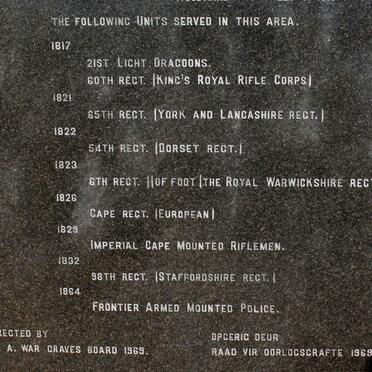 THE FOLLOWING UNITS SERVED IN THIS AREA.
1817
21ST LIGHT DRAGOONS.
60TH REGT. (KING'S ROYAL RIFLE CORPS)
1821
65TH REGT. (YORK AND LANCASHIRE REGT.)
1822
54TH REGT. (DORSET REGT.)
1823
6TH REGT. (OF FOOT) THE ROYAL WARWICKSHIRE REGT
1826
CAPE REGT. (EUROPEAN)
1829
IMPERIAL CAPE MOUNTED RIFLEMEN.
1832
98TH REGT. (STAFFORDSHIRE REGT.)
1864
FRONTIER ARMED MOUNTED POLICE.
RECTED BY
A. WAR GRAVES BOARD 1969.
OPGERIG DEUR
RAAD VIR OORLOGSGRAFTE 1969